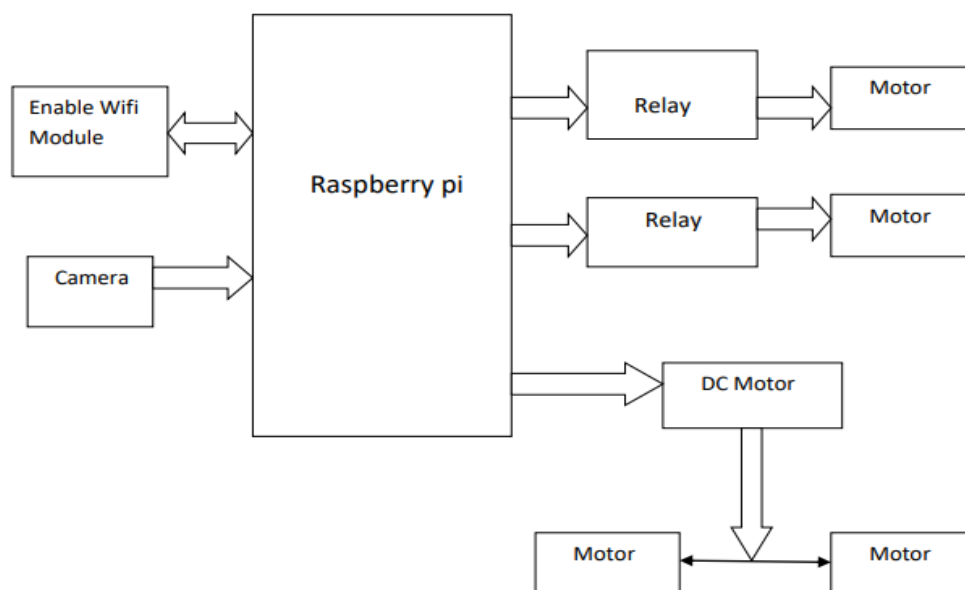 Enable Wifi
Module
Camera
Raspberry pi
Relay
Motor
Relay
Motor
DC Motor
Motor
Motor